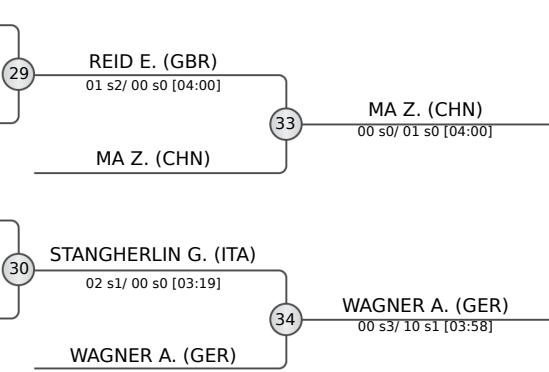 29
REID E. (GBR)
01 s2/ 00 s0 [04:00]
33
MA Z. (CHN)
00 s0/ 01 s0 [04:00]
MA Z. (CHN)
30
STANGHERLIN G. (ITA)
02 s1/ 00 s0 [03:19]
34
WAGNER A. (GER)
00 s3/ 10 s1 [03:58]
WAGNER A. (GER)